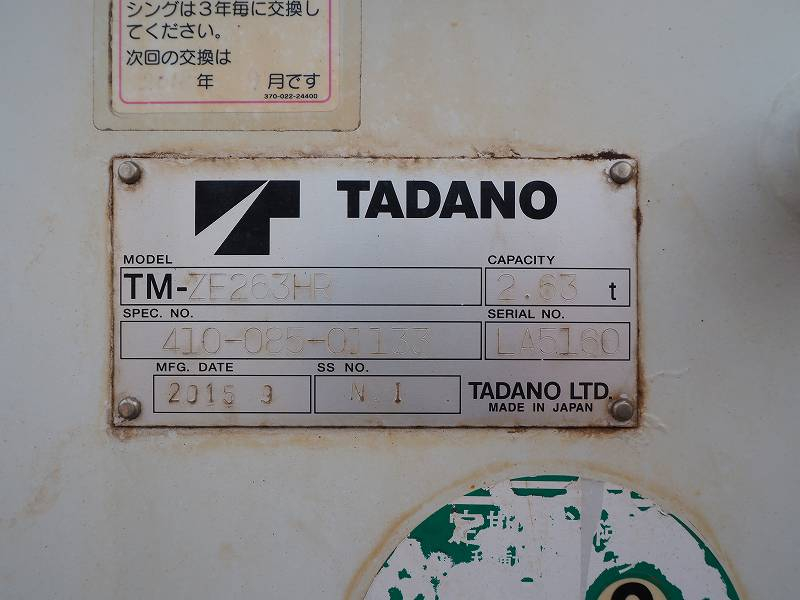 シングは3年毎に交換し
てください。
次回の交換は
年 月です
370-022-24400
TADANO
MODEL CAPACITY
TM-ZE263HR 2.63 t
SPEC. NO. SERIAL NO.
410-085-01133 LA5160
MFG. DATE SS NO.
2015 9 N I TADANO LTD.
MADE IN JAPAN
定期